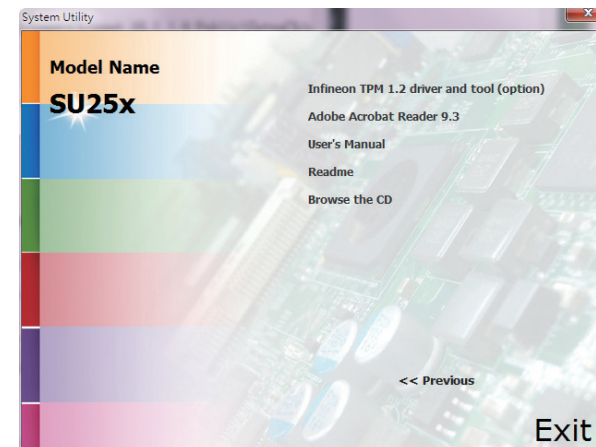 System Utility
Model Name
SU25x
Infineon TPM 1.2 driver and tool (option)
Adobe Acrobat Reader 9.3
User's Manual
Readme
Browse the CD
<< Previous
Exit